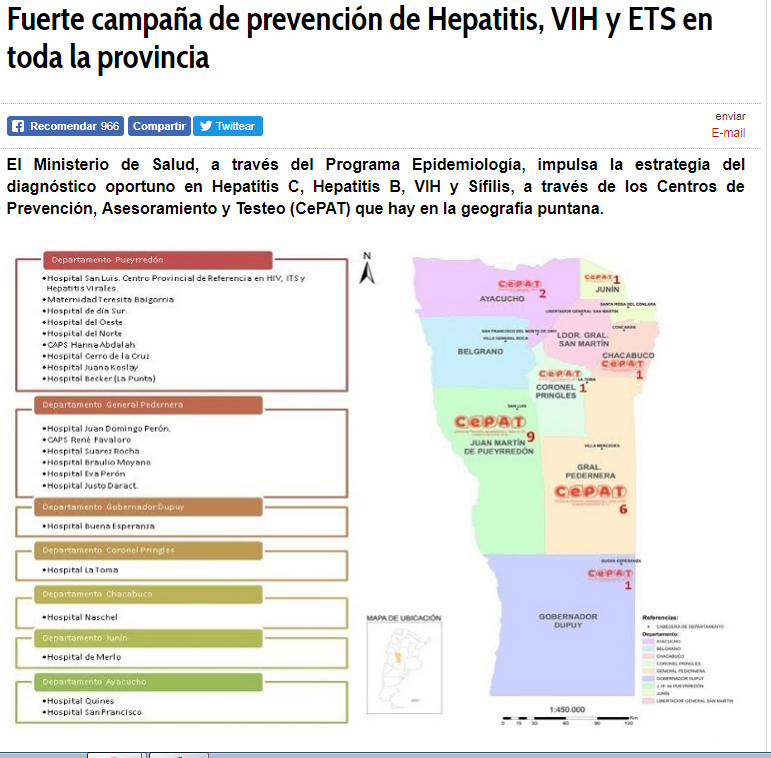 Fuerte campaña de prevención de Hepatitis, VIH y ETS en
toda la provincia
Recomendar 966
Compartir
Twittear
enviar
E-mail
El Ministerio de Salud, a través del Programa Epidemiología, impulsa la estrategia del
diagnóstico oportuno en Hepatitis C, Hepatitis B, VIH y Sífilis, a través de los Centros de
Prevención, Asesoramiento y Testeo (CePAT) que hay en la geografía puntana.
Departamento Pueyrredón
•Hospital San Luis. Centro Provincial de Referencia en HIV, ITS y
Hepatitis Virales.
•Maternidad Teresita Baigorria
•Hospital de día Sur.
•Hospital del Oeste
•Hospital del Norte
•CAPS Hanna Abdalah
•Hospital Cerro de la Cruz
•Hospital Juana Koslay
•Hospital Becker (La Punta)
Departamento General Pedernera
•Hospital Juan Domingo Perón.
•CAPS René Favaloro
•Hospital Suarez Rocha
•Hospital Braulio Moyano
•Hospital Eva Perón
•Hospital Justo Daract.
Departamento Gobernador Dupuy
•Hospital Buena Esperanza
Departamento Coronel Pringles
•Hospital La Toma
Departamento Chacabuco
•Hospital Naschel
Departamento Junín
•Hospital de Merlo
Departamento Ayacucho
•Hospital Quines
•Hospital San Francisco
N
CePAT
2
AYACUCHO
CePAT 1
JUNÍN
SANTA ROSA DEL CONLARA
LIBERTADOR GENERAL SAN MARTIN
CONCARÁN
SAN FRANCISCO DEL MONTE DE ORO
VILLA GENERAL ROCA
LDOR. GRAL.
SAN MARTÍN
BELGRANO
CHACABUCO
CePAT
1
CePAT
LA TOMA
CORONEL 1
PRINGLES
SAN LUIS
CePAT
9
JUAN MARTÍN
DE PUEYRREDÓN
VILLA MERCEDES
GRAL.
PEDERNERA
CePAT
6
BUENA ESPERANZA
CePAT
1
GOBERNADOR
DUPUY
MAPA DE UBICACIÓN
Referencias:
CABECERA DE DEPARTAMENTO
Departamento:
AYACUCHO
BELGRANO
CHACABUCO
CORONEL PRINGLES
GENERAL PEDERNERA
GOBERNADOR DUPUY
J. M. de PUEYRREDÓN
JUNÍN
LIBERTADOR GENERAL SAN MARTIN
1:450.000
0 15 30 60 90 120 Km